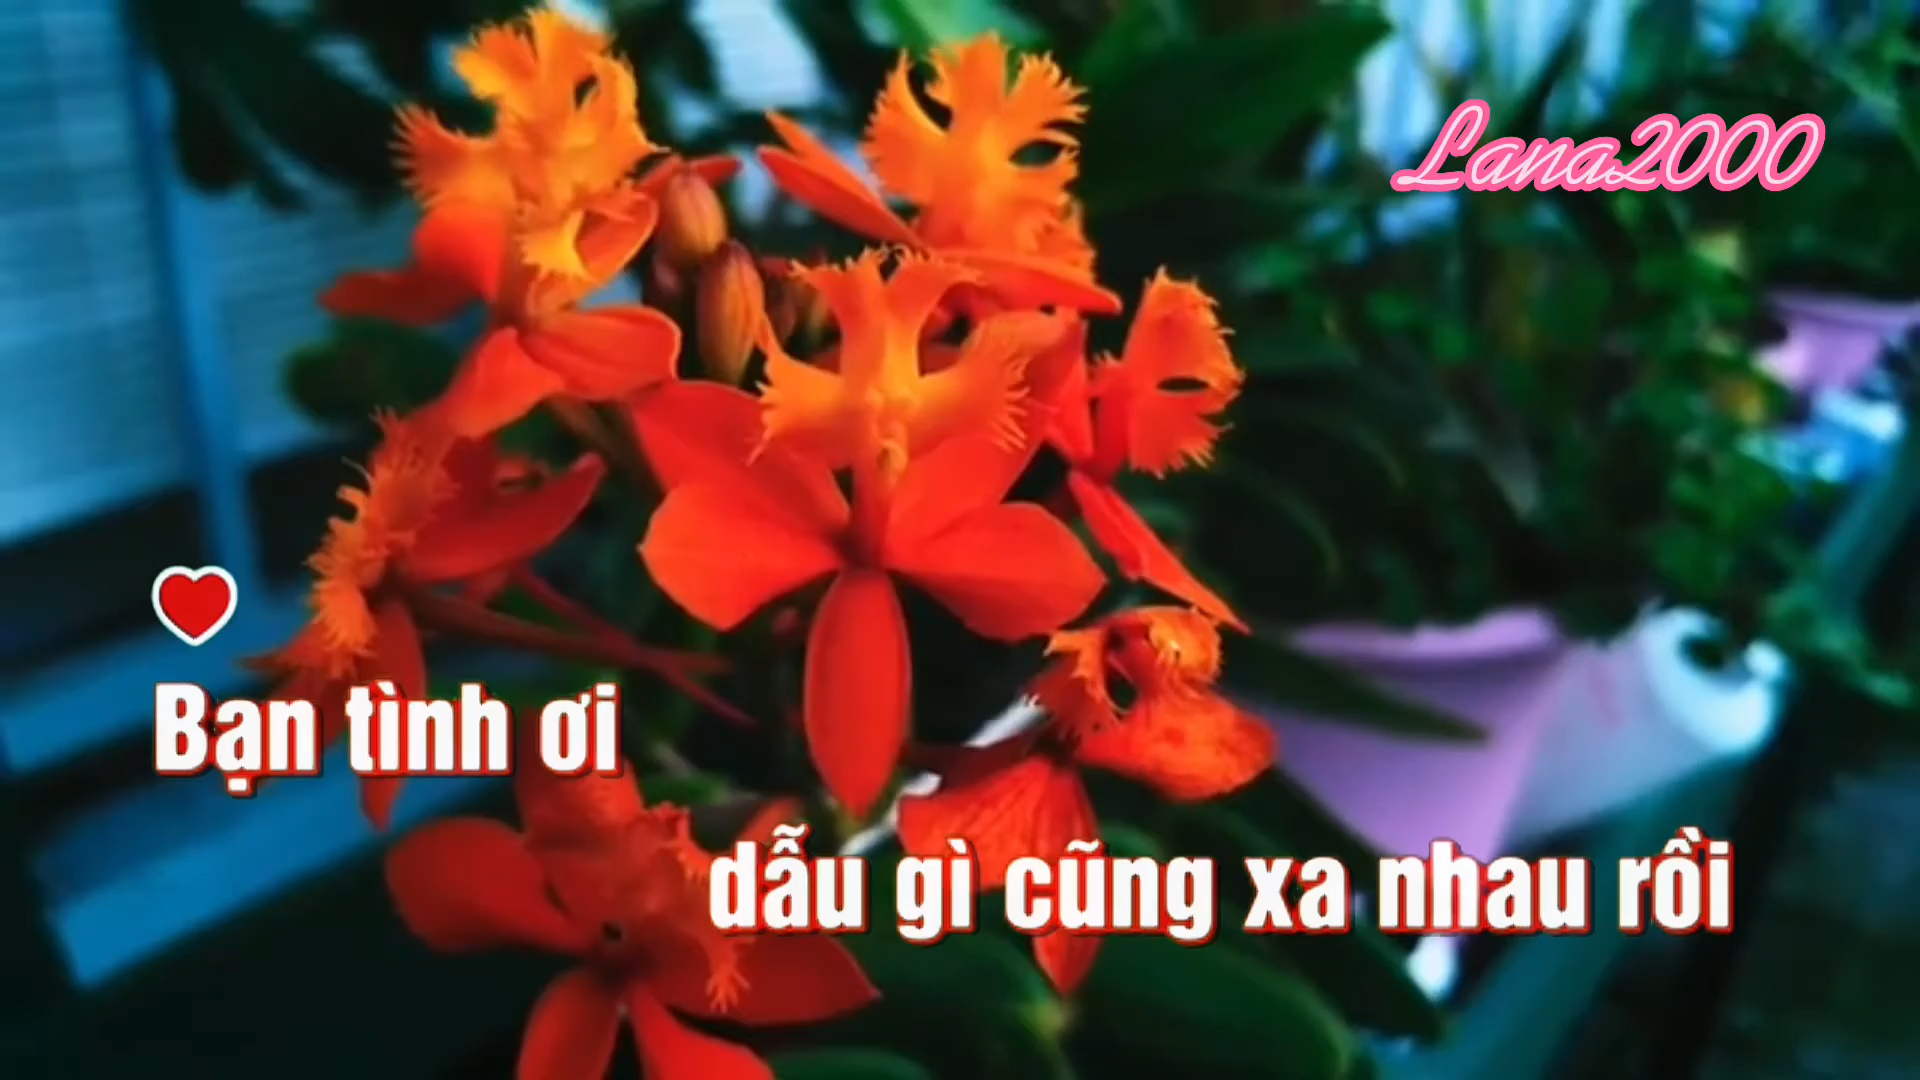 Lana2000
Bạn tình ơi
dẫu gì cũng xa nhau rồi